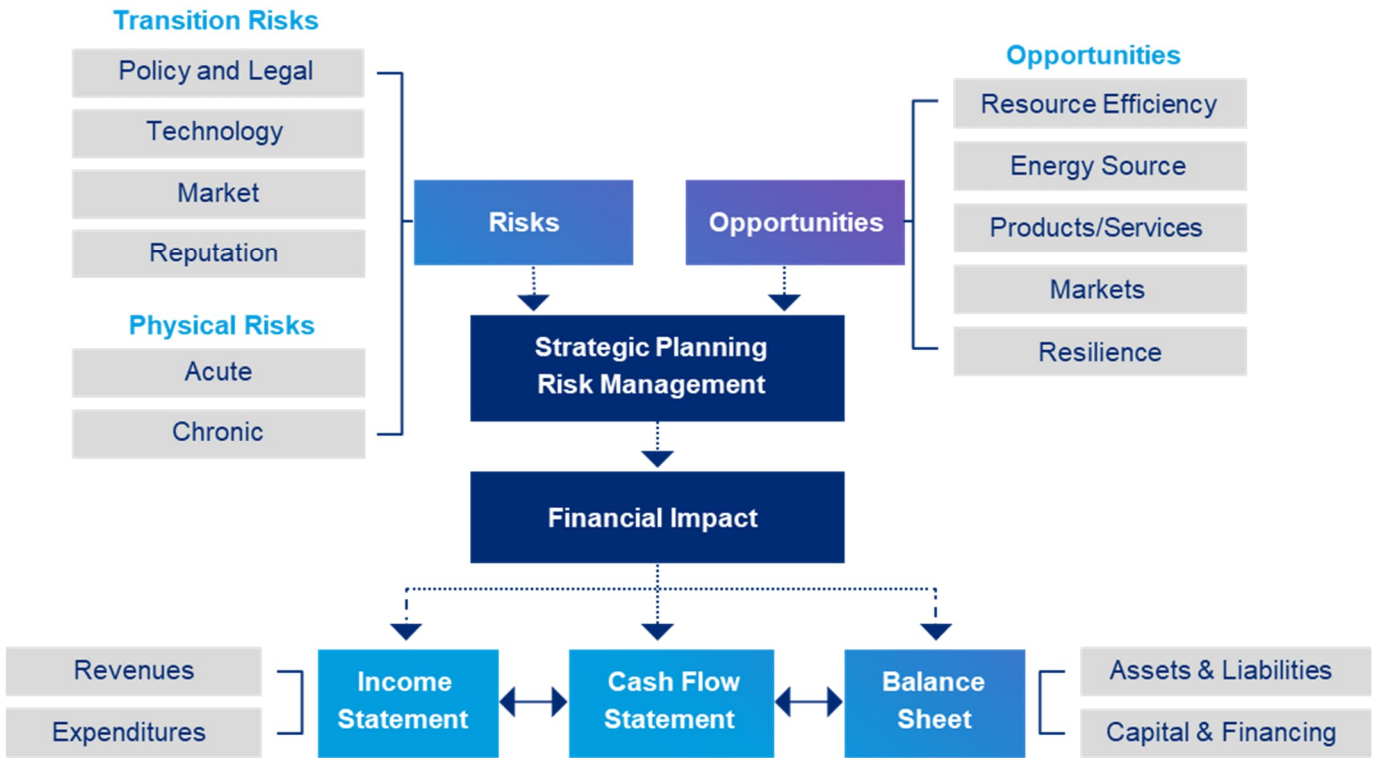 Transition Risks
Policy and Legal
Technology
Market
Reputation
Physical Risks
Acute
Chronic
Risks
Opportunities
Opportunities
Resource Efficiency
Energy Source
Products/Services
Markets
Resilience
Strategic Planning
Risk Management
Financial Impact
Revenues
Expenditures
Income
Statement
Cash Flow
Statement
Balance
Sheet
Assets & Liabilities
Capital & Financing